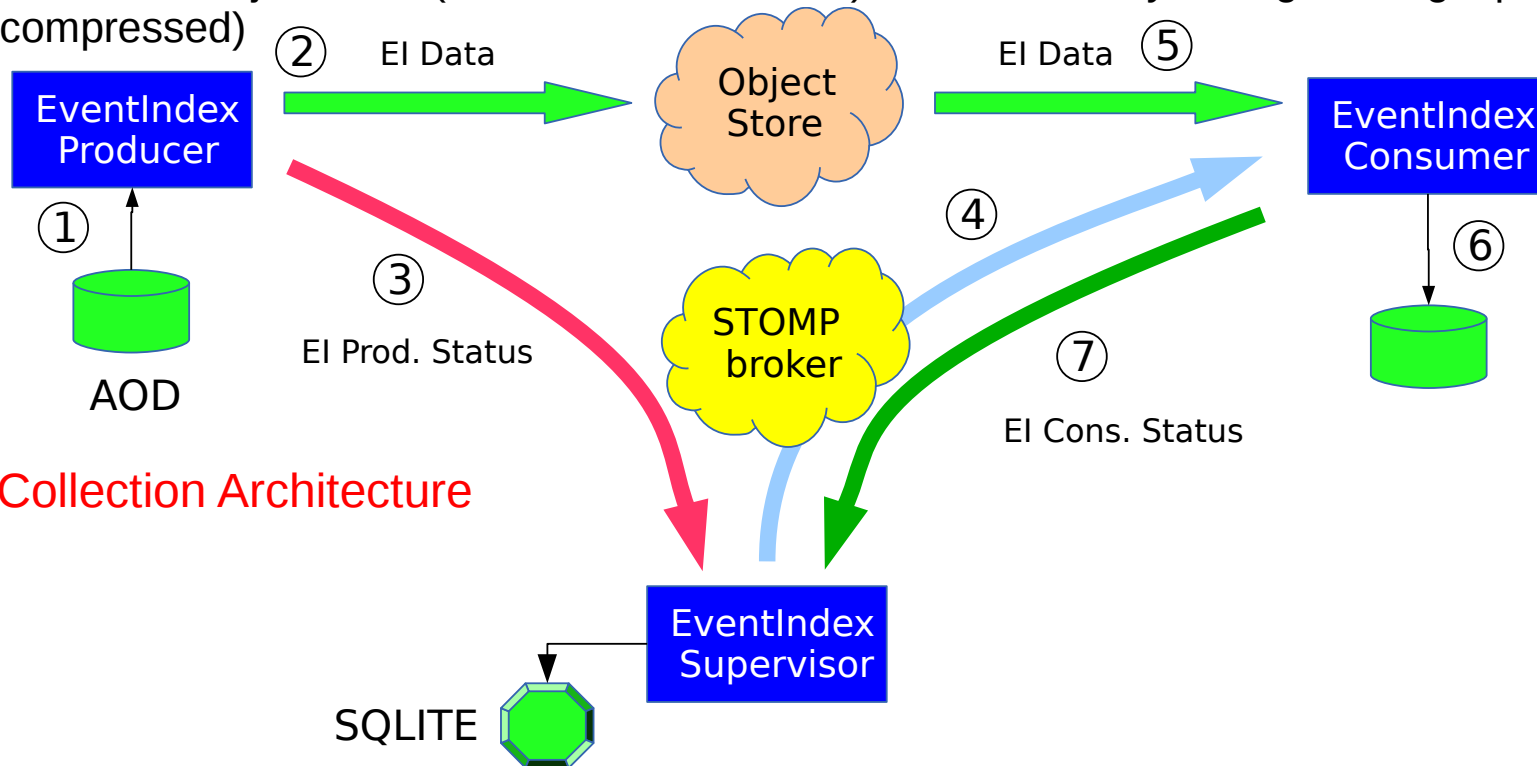 compressed)
②
EI Data
EI Data
⑤
EventIndex
Producer
Object
Store
EventIndex
Consumer
①
④
⑥
③
STOMP
broker
EI Prod. Status
⑦
AOD
EI Cons. Status
Collection Architecture
EventIndex
Supervisor
SQLITE